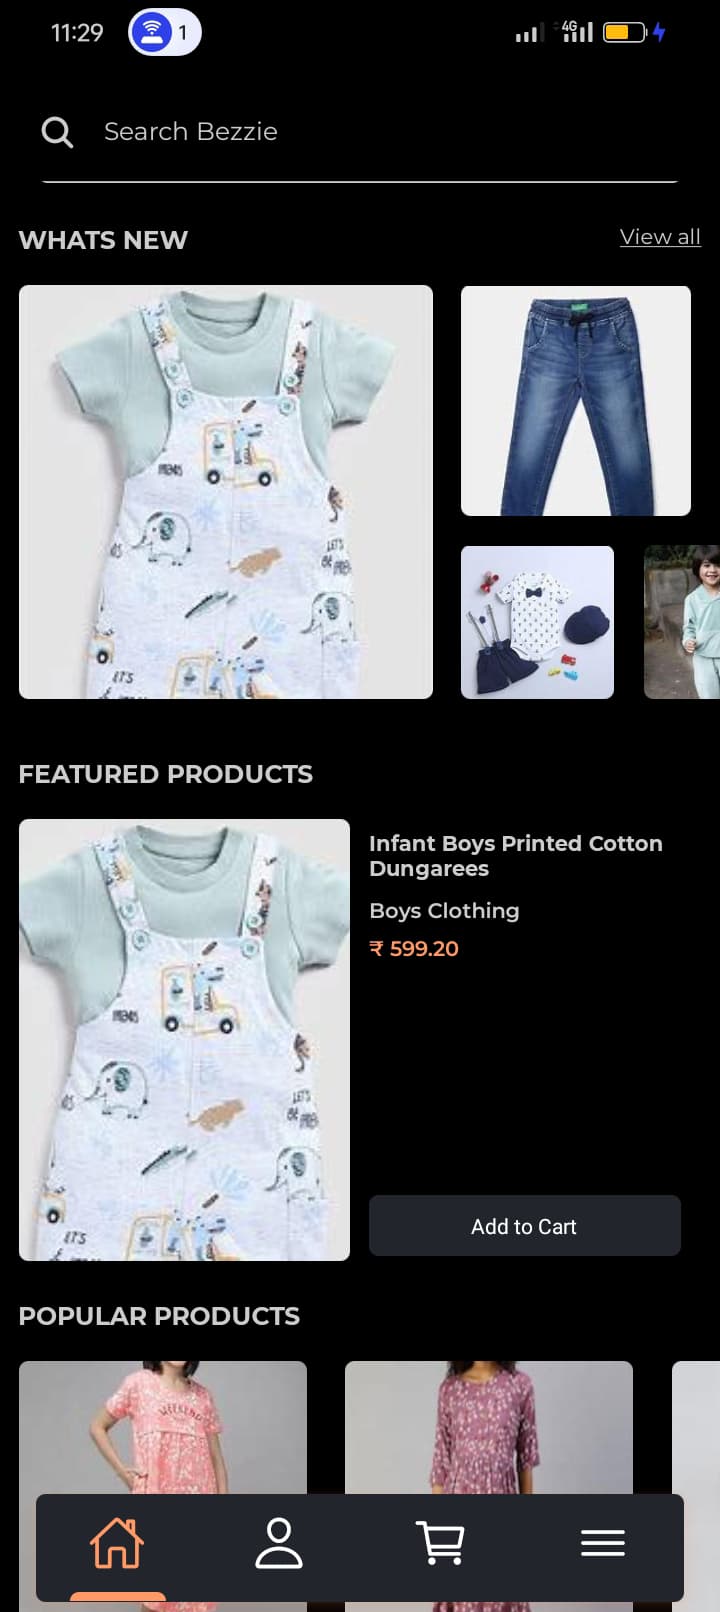 11:29
1
4G
Search Bezzie
WHATS NEW
View all
FEATURED PRODUCTS
Infant Boys Printed Cotton
Dungarees
Boys Clothing
₹ 599.20
Add to Cart
POPULAR PRODUCTS